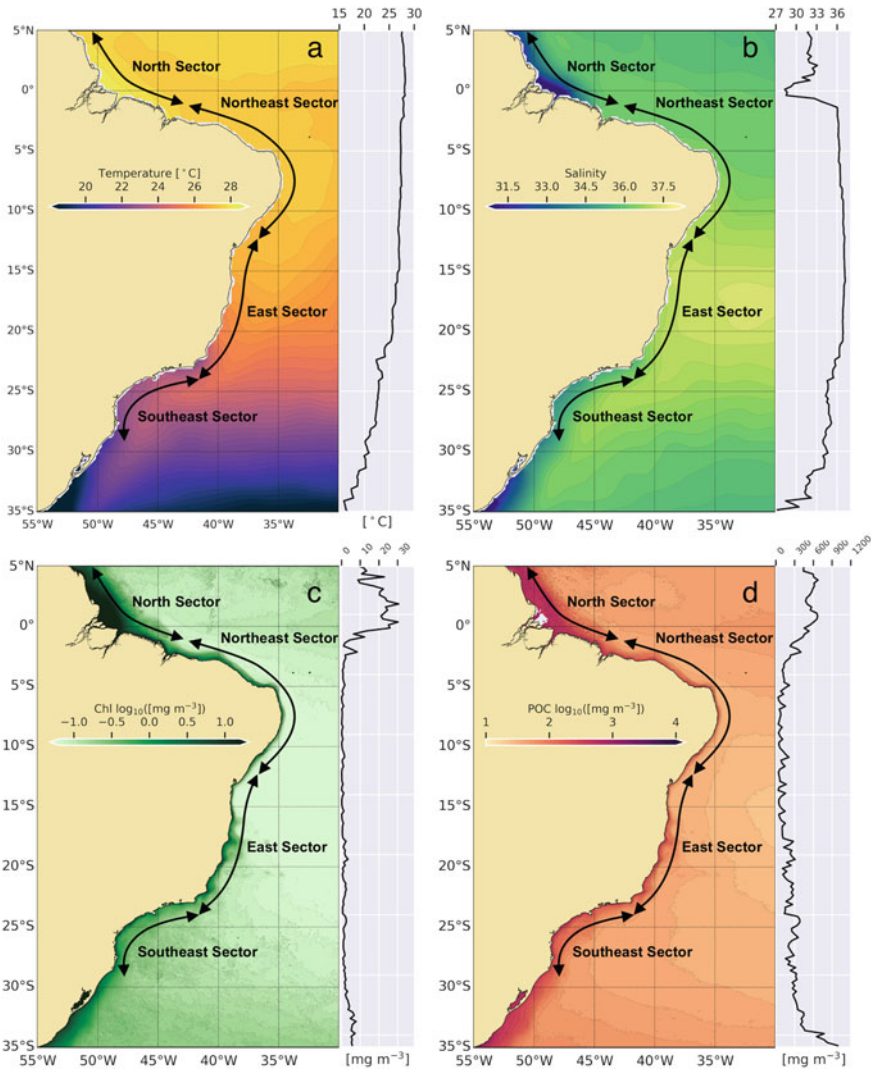 15 20 25 30
27 30 33 36
5°N
a
North Sector
Northeast Sector
0°
5°S
Temperature [°C]
20 22 24 26 28
10°S
15°S
East Sector
20°S
25°S
Southeast Sector
30°S
35°S
55°W 50°W 45°W 40°W 35°W
[°C]
5°N
b
North Sector
Northeast Sector
0°
5°S
Salinity
31.5 33.0 34.5 36.0 37.5
10°S
15°S
East Sector
20°S
25°S
Southeast Sector
30°S
35°S
55°W 50°W 45°W 40°W 35°W
0 10 20 30
0 300 600 900 1200
5°N
c
North Sector
Northeast Sector
0°
5°S
Chl log₁₀([mg m⁻³])
−1.0 −0.5 0.0 0.5 1.0
10°S
15°S
East Sector
20°S
25°S
Southeast Sector
30°S
35°S
55°W 50°W 45°W 40°W 35°W
[mg m⁻³]
5°N
d
North Sector
Northeast Sector
0°
5°S
POC log₁₀([mg m⁻³])
1 2 3 4
10°S
15°S
East Sector
20°S
25°S
Southeast Sector
30°S
35°S
55°W 50°W 45°W 40°W 35°W
[mg m⁻³]